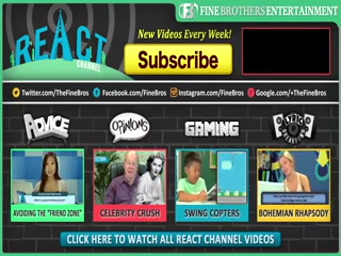 FB FINE BROTHERS ENTERTAINMENT
REACT
CHANNEL
New Videos Every Week!
Subscribe
Twitter.com/TheFineBros
Facebook.com/FineBros
Instagram.com/FineBros
Google.com/+TheFineBros
ADVICE
OPINIONS
GAMING
LYRIC
AVOIDING THE "FRIEND ZONE"
CELEBRITY CRUSH
SWING COPTERS
BOHEMIAN RHAPSODY
CLICK HERE TO WATCH ALL REACT CHANNEL VIDEOS